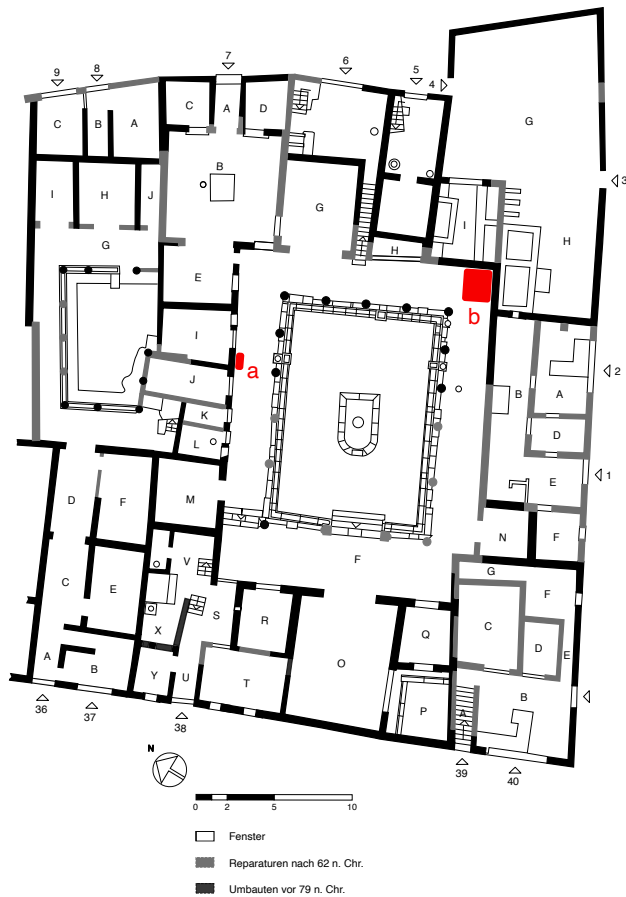 9 8 7 6 5
4
C B A C A D
G
3
B
I H J G I H
G H
E
b
I
a 2
J B A
K D
L
E 1
M
D F N F
F
V G F
C E S R C
Q D E
X O
A B Y U T P A B
36
37 38
39
40
N
0 2 5 10
Fenster
Reparaturen nach 62 n. Chr.
Umbauten vor 79 n. Chr.